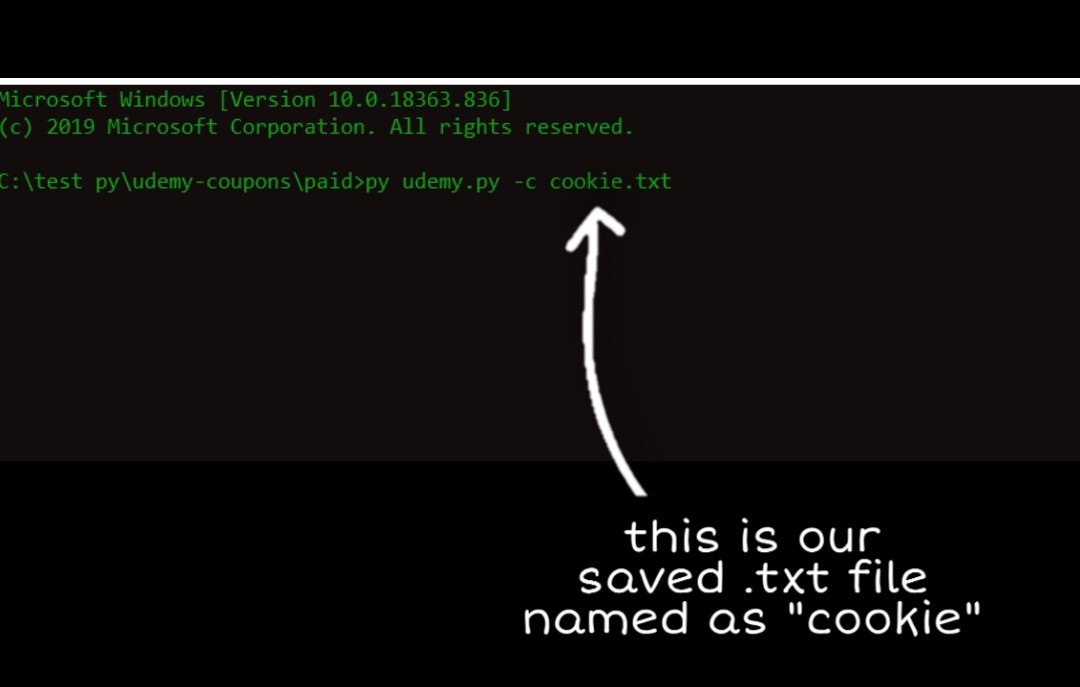 Microsoft Windows [Version 10.0.18363.836]
(c) 2019 Microsoft Corporation. All rights reserved.
C:\test py\udemy-coupons\paid>py udemy.py -c cookie.txt
this is our
saved .txt file
named as "cookie"